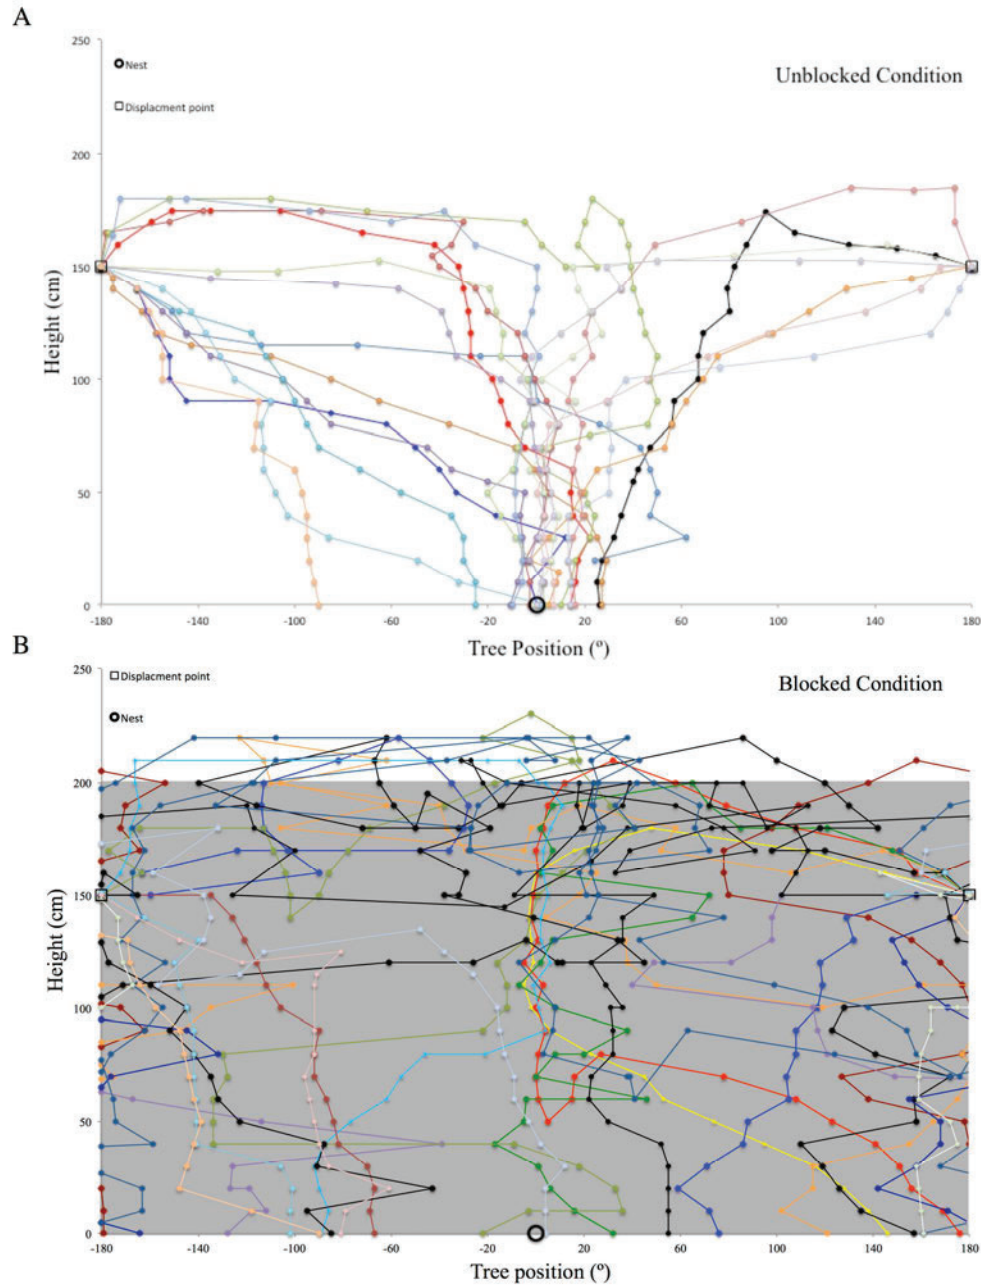 A
250
Nest
Unblocked Condition
Displacment point
200
150
Height (cm)
100
50
0
-180 -140 -100 -60 -20 20 60 100 140 180
Tree Position (º)
B
250
Displacment point
Blocked Condition
Nest
200
150
Height (cm)
100
50
0
-180 -140 -100 -60 -20 20 60 100 140 180
Tree position (º)